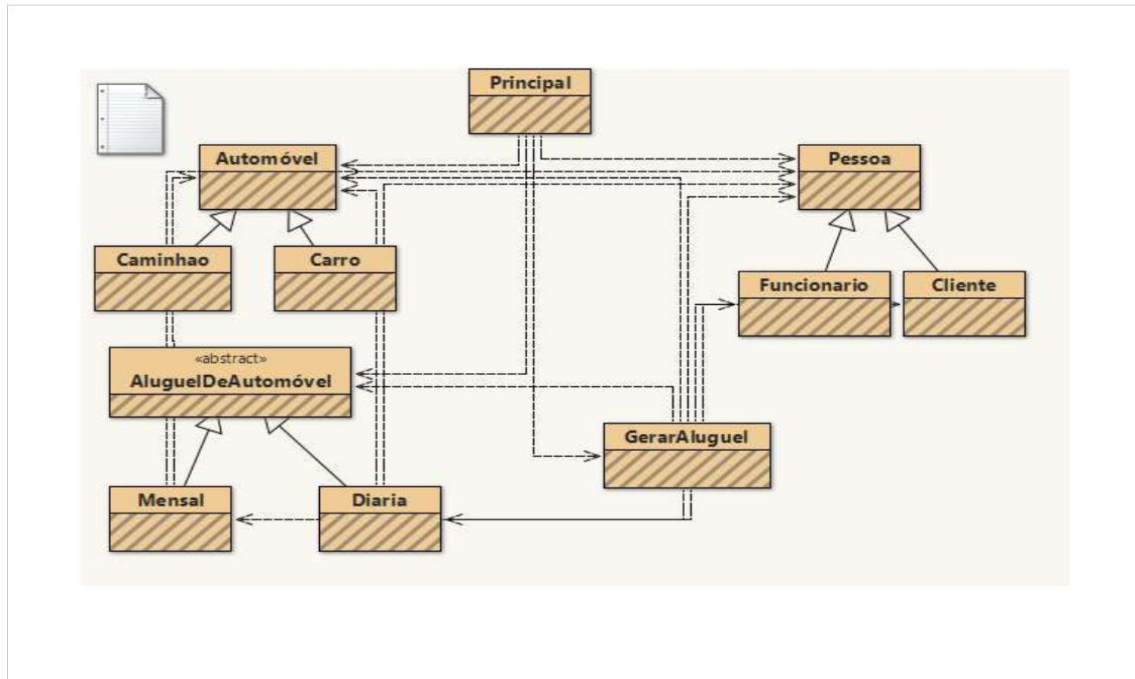 Principal
Automóvel
Pessoa
Caminhao
Carro
Funcionario
Cliente
«abstract»
AluguelDeAutomóvel
GerarAluguel
Mensal
Diaria